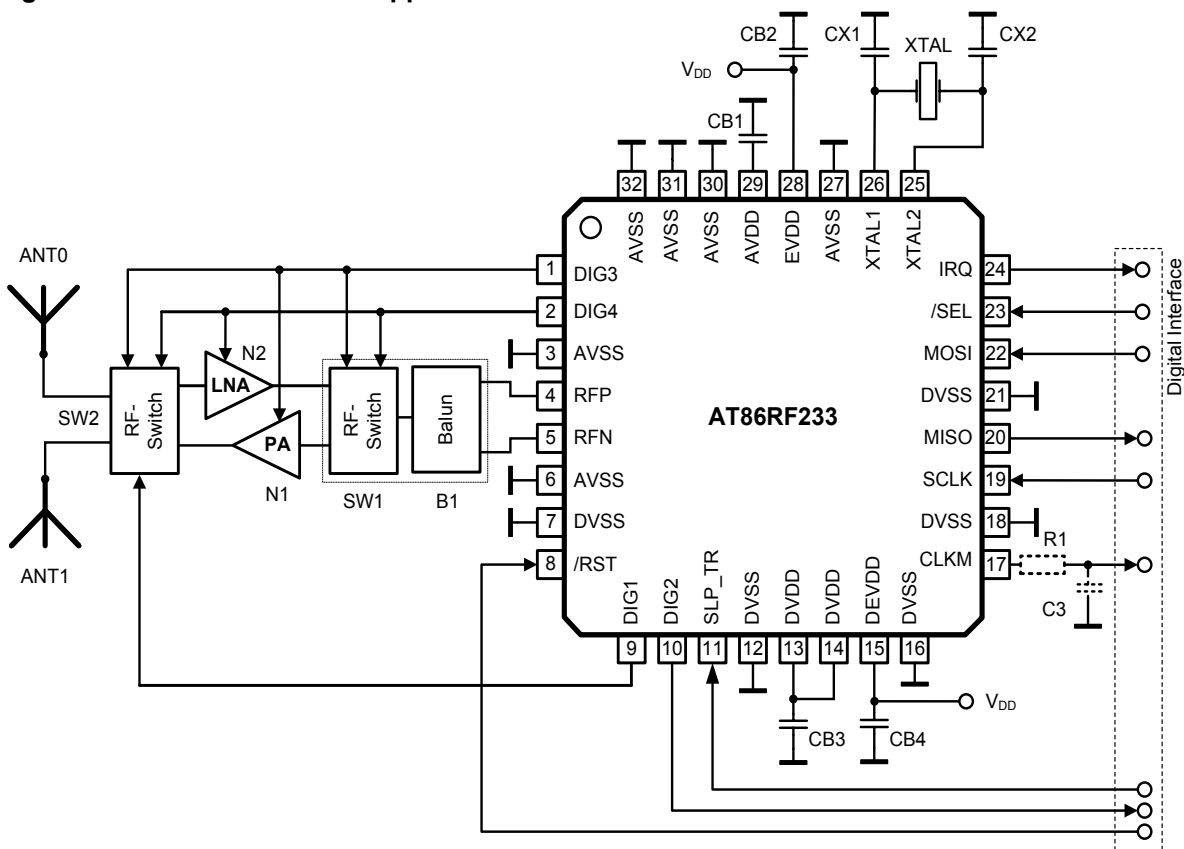 CB2
CX1
XTAL
CX2
VDD
CB1
32
31
30
29
28
27
26
25
AVSS
AVSS
AVSS
AVDD
EVDD
AVSS
XTAL1
XTAL2
ANT0
ANT1
SW2
RF-
Switch
N2
LNA
PA
N1
RF-
Switch
SW1
Balun
B1
1 DIG3
2 DIG4
3 AVSS
4 RFP
5 RFN
6 AVSS
7 DVSS
8 /RST
AT86RF233
IRQ 24
/SEL 23
MOSI 22
DVSS 21
MISO 20
SCLK 19
DVSS 18
CLKM 17
R1
C3
Digital Interface
DIG1
DIG2
SLP_TR
DVSS
DVDD
DVDD
DEVDD
DVSS
9
10
11
12
13
14
15
16
CB3
CB4
VDD